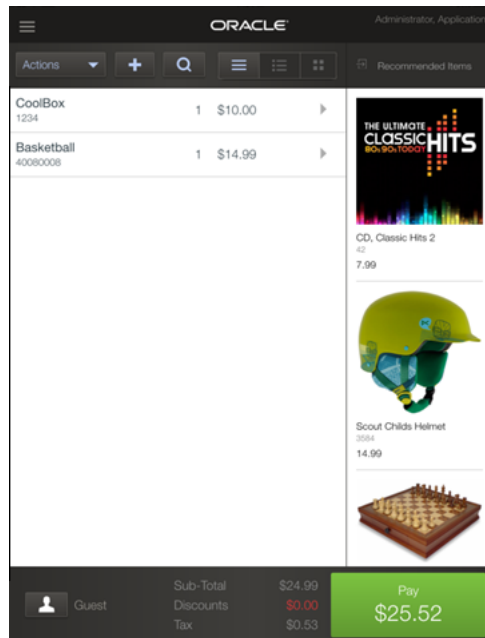 ORACLE
Administrator, Application
Actions
Recommended Items
CoolBox 1 $10.00
1234
Basketball 1 $14.99
40080008
THE ULTIMATE
CLASSIC HITS
80s 90s TODAY
CD, Classic Hits 2
42
7.99
Scout Childs Helmet
3584
14.99
Guest
Sub-Total $24.99
Discounts $0.00
Tax $0.53
Pay
$25.52